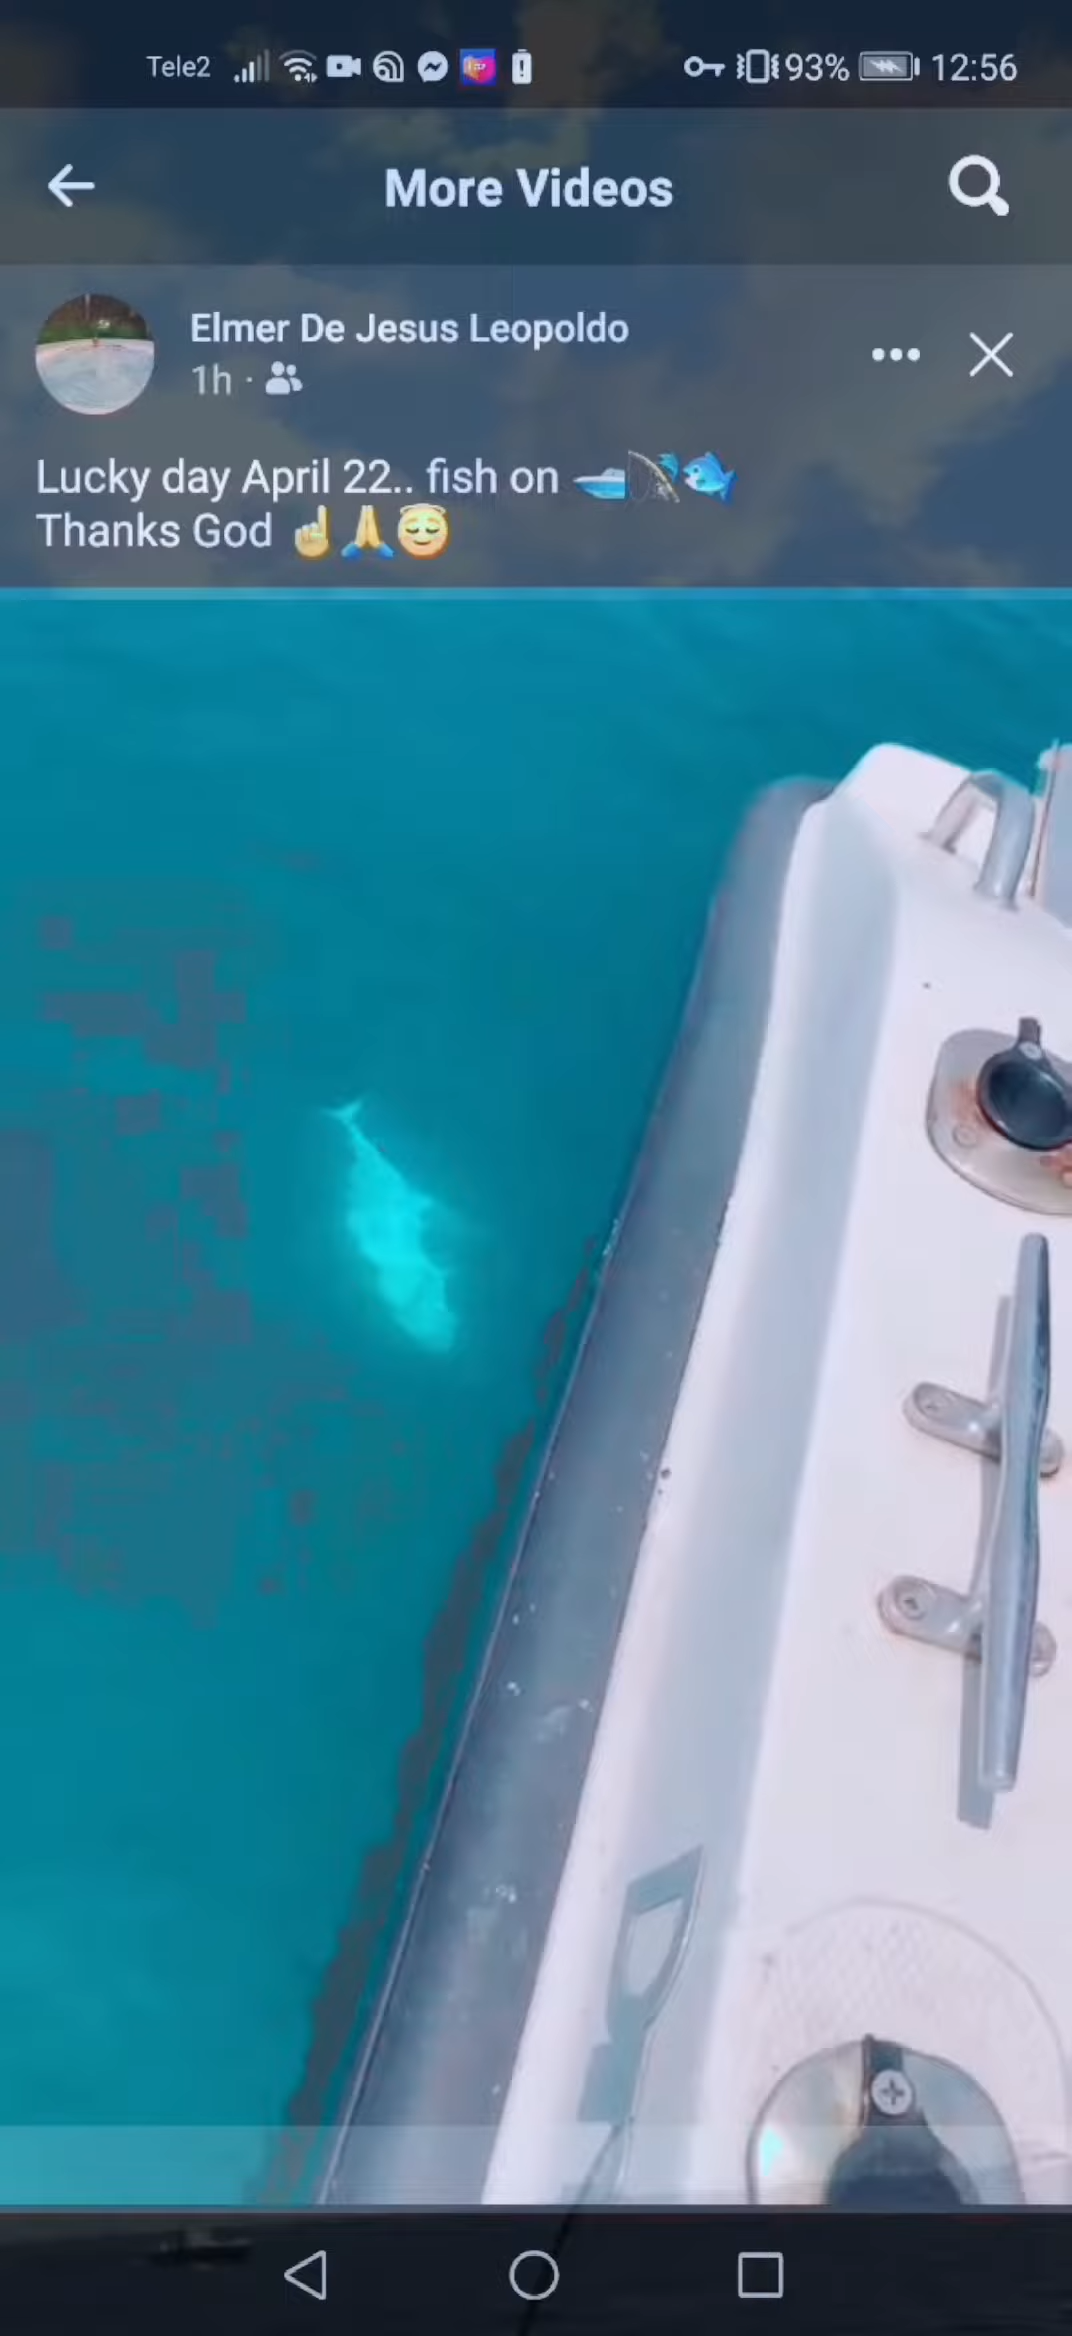 Tele2 93% 12:56
More Videos
Elmer De Jesus Leopoldo
1h ·
Lucky day April 22.. fish on 🚤🎣🐟
Thanks God ☝️🙏😇